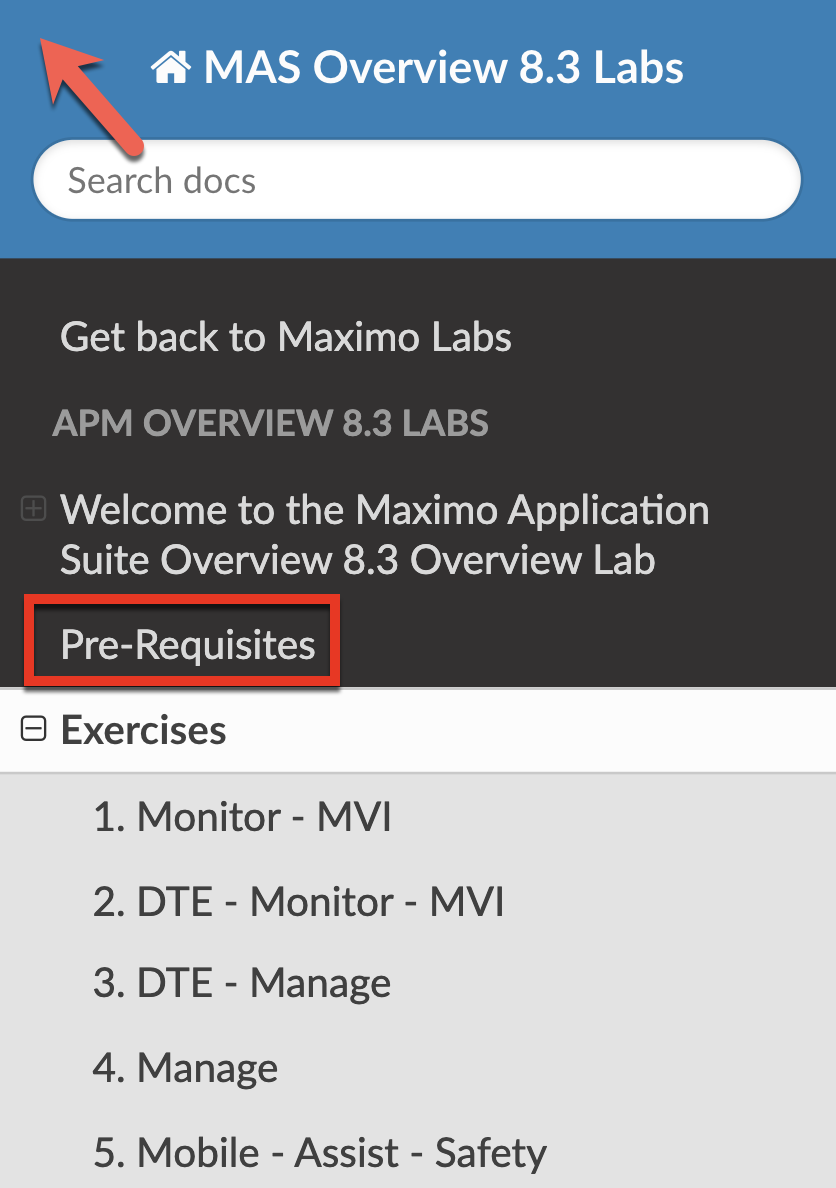 MAS Overview 8.3 Labs
Search docs
Get back to Maximo Labs
APM OVERVIEW 8.3 LABS
Welcome to the Maximo Application
Suite Overview 8.3 Overview Lab
Pre-Requisites
Exercises
1. Monitor - MVI
2. DTE - Monitor - MVI
3. DTE - Manage
4. Manage
5. Mobile - Assist - Safety